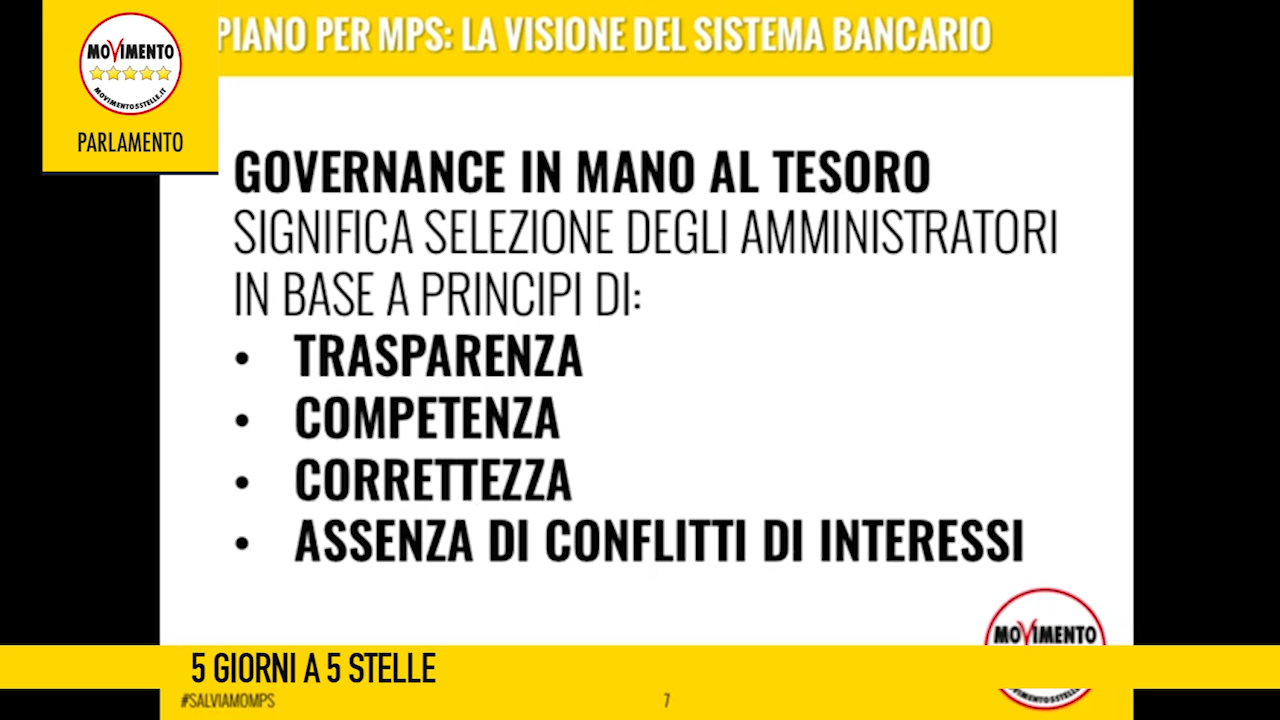 PIANO PER MPS: LA VISIONE DEL SISTEMA BANCARIO
MOVIMENTO
MOVIMENTO5STELLE.IT
PARLAMENTO
GOVERNANCE IN MANO AL TESORO
SIGNIFICA SELEZIONE DEGLI AMMINISTRATORI
IN BASE A PRINCIPI DI:
• TRASPARENZA
• COMPETENZA
• CORRETTEZZA
• ASSENZA DI CONFLITTI DI INTERESSI
MOVIMENTO
5 GIORNI A 5 STELLE
#SALVIAMOMPS
7